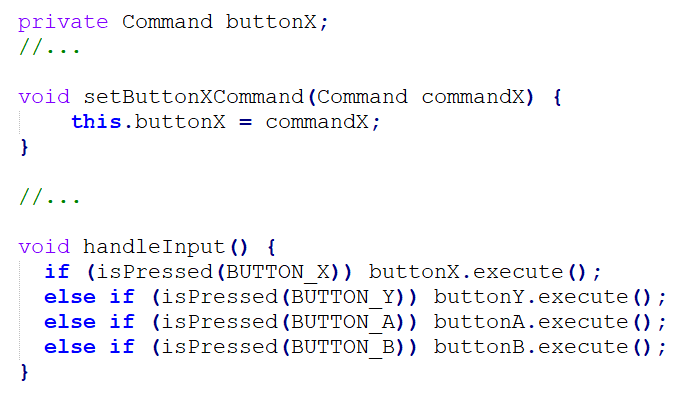 private Command buttonX;
//...
void setButtonXCommand(Command commandX) {
    this.buttonX = commandX;
}
//...
void handleInput() {
  if (isPressed(BUTTON_X)) buttonX.execute();
  else if (isPressed(BUTTON_Y)) buttonY.execute();
  else if (isPressed(BUTTON_A)) buttonA.execute();
  else if (isPressed(BUTTON_B)) buttonB.execute();
}